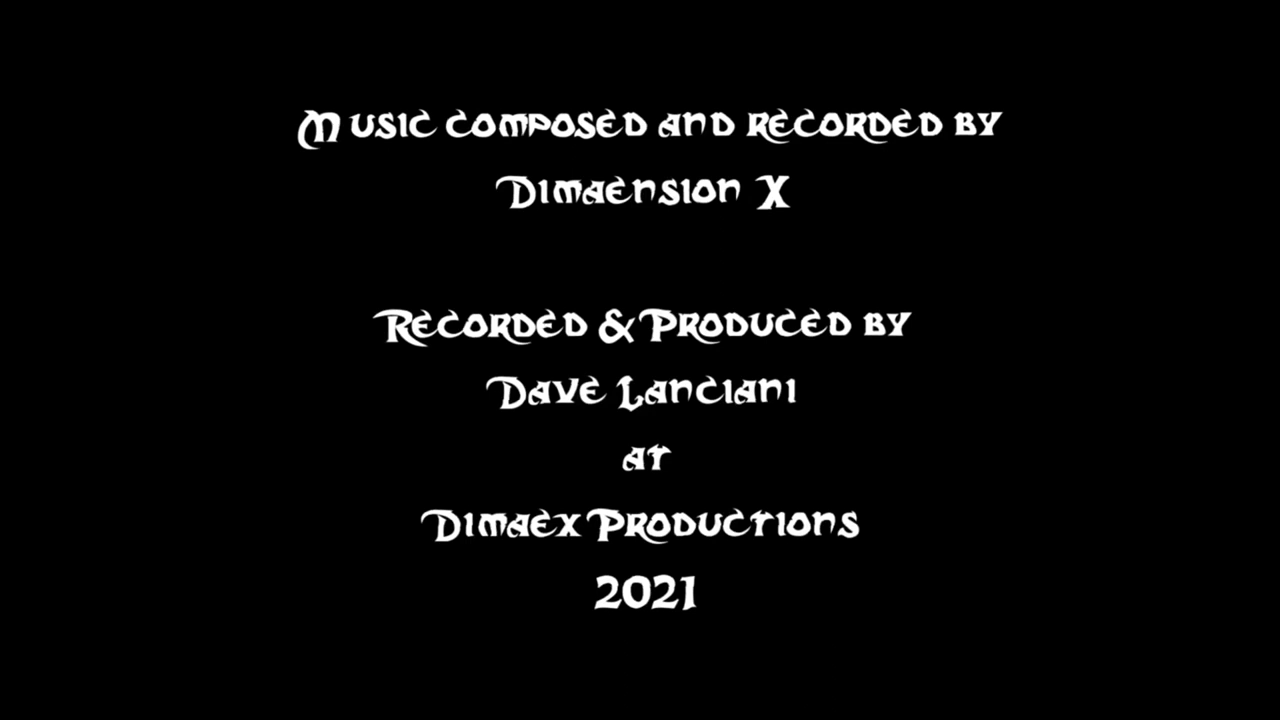 Music composed and recorded by
Dimaension X
Recorded & Produced by
Dave Lanciani
at
Dimaex Productions
2021